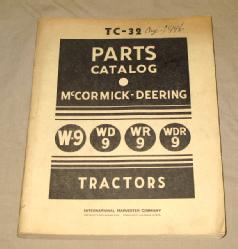 TC-32
PARTS
CATALOG
McCORMICK-DEERING
W-9 WD 9 WR 9 WDR 9
TRACTORS
INTERNATIONAL HARVESTER COMPANY